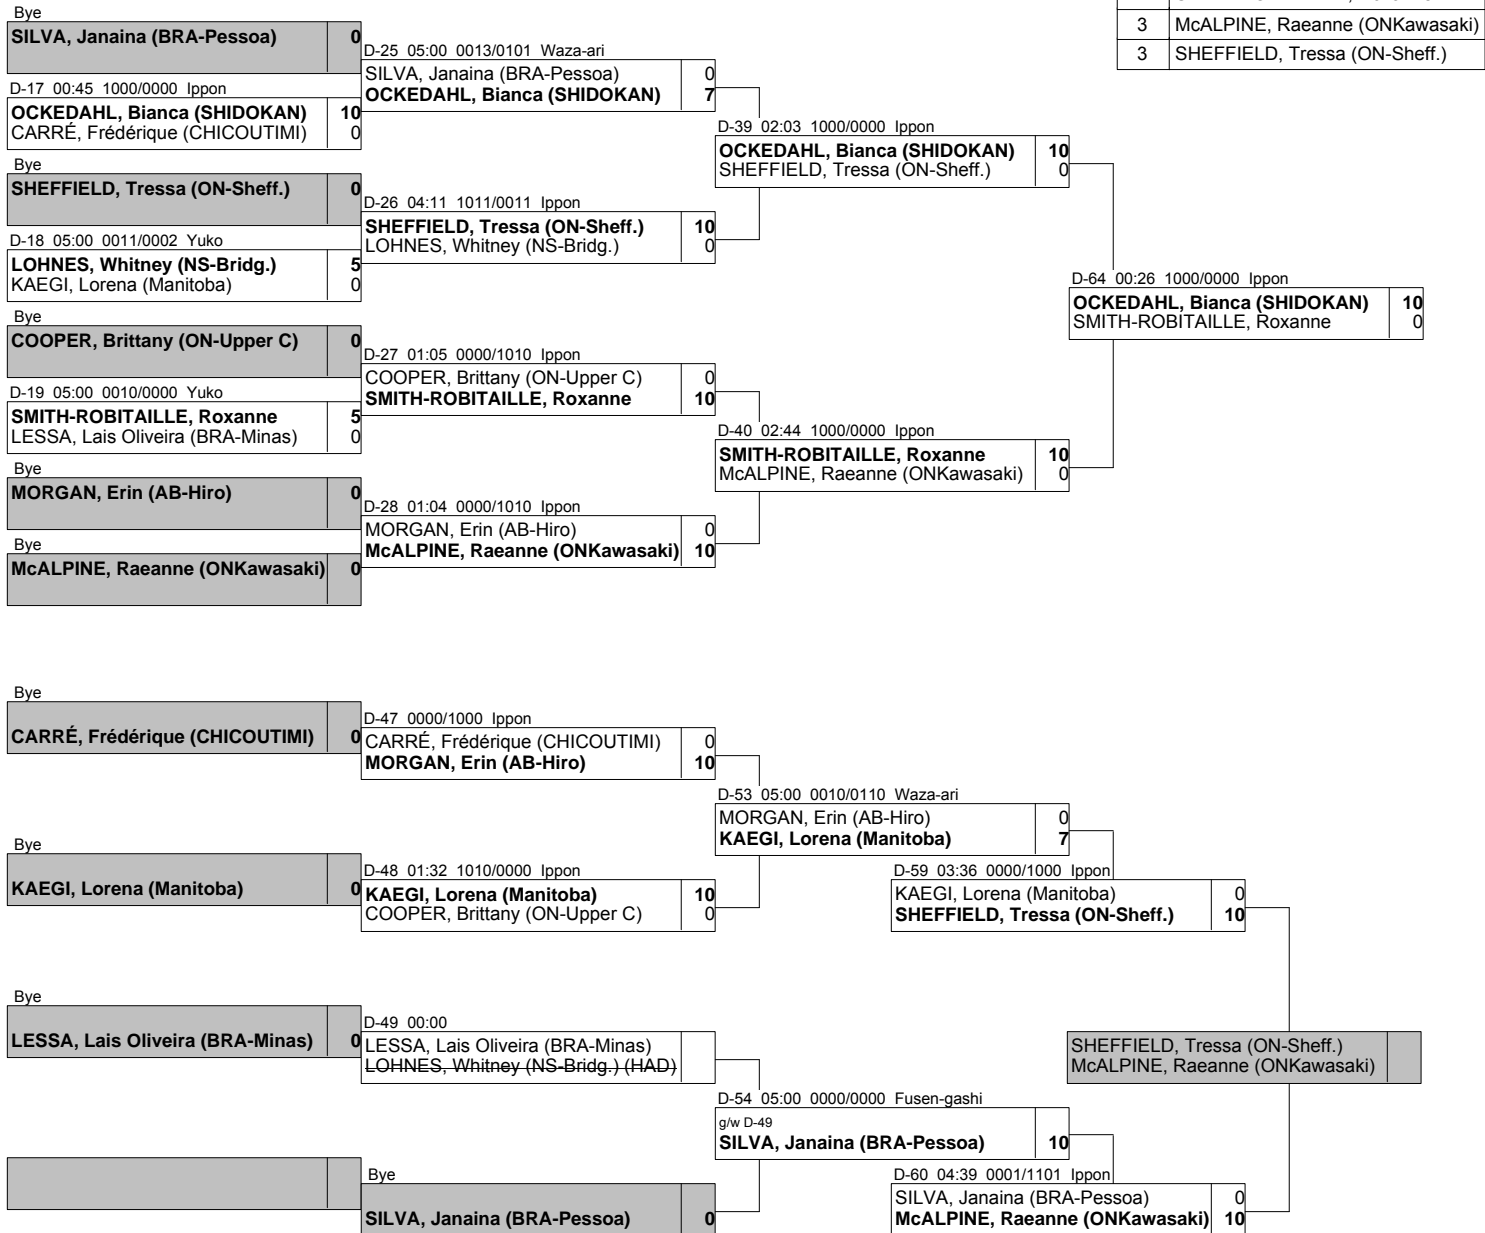 3 McALPINE, Raeanne (ONKawasaki)
3 SHEFFIELD, Tressa (ON-Sheff.)
Bye
SILVA, Janaina (BRA-Pessoa) 0
D-17 00:45 1000/0000 Ippon
OCKEDAHL, Bianca (SHIDOKAN) 10
CARRÉ, Frédérique (CHICOUTIMI) 0
Bye
SHEFFIELD, Tressa (ON-Sheff.) 0
D-18 05:00 0011/0002 Yuko
LOHNES, Whitney (NS-Bridg.) 5
KAEGI, Lorena (Manitoba) 0
Bye
COOPER, Brittany (ON-Upper C) 0
D-19 05:00 0010/0000 Yuko
SMITH-ROBITAILLE, Roxanne 5
LESSA, Lais Oliveira (BRA-Minas) 0
Bye
MORGAN, Erin (AB-Hiro) 0
Bye
McALPINE, Raeanne (ONKawasaki) 0
D-25 05:00 0013/0101 Waza-ari
SILVA, Janaina (BRA-Pessoa) 0
OCKEDAHL, Bianca (SHIDOKAN) 7
D-26 04:11 1011/0011 Ippon
SHEFFIELD, Tressa (ON-Sheff.) 10
LOHNES, Whitney (NS-Bridg.) 0
D-27 01:05 0000/1010 Ippon
COOPER, Brittany (ON-Upper C) 0
SMITH-ROBITAILLE, Roxanne 10
D-28 01:04 0000/1010 Ippon
MORGAN, Erin (AB-Hiro) 0
McALPINE, Raeanne (ONKawasaki) 10
D-39 02:03 1000/0000 Ippon
OCKEDAHL, Bianca (SHIDOKAN) 10
SHEFFIELD, Tressa (ON-Sheff.) 0
D-40 02:44 1000/0000 Ippon
SMITH-ROBITAILLE, Roxanne 10
McALPINE, Raeanne (ONKawasaki) 0
D-64 00:26 1000/0000 Ippon
OCKEDAHL, Bianca (SHIDOKAN) 10
SMITH-ROBITAILLE, Roxanne 0
Bye
CARRÉ, Frédérique (CHICOUTIMI) 0
Bye
KAEGI, Lorena (Manitoba) 0
Bye
LESSA, Lais Oliveira (BRA-Minas) 0
D-47 0000/1000 Ippon
CARRÉ, Frédérique (CHICOUTIMI) 0
MORGAN, Erin (AB-Hiro) 10
D-48 01:32 1010/0000 Ippon
KAEGI, Lorena (Manitoba) 10
COOPER, Brittany (ON-Upper C) 0
D-49 00:00
LESSA, Lais Oliveira (BRA-Minas)
LOHNES, Whitney (NS-Bridg.) (HAD)
Bye
SILVA, Janaina (BRA-Pessoa) 0
D-53 05:00 0010/0110 Waza-ari
MORGAN, Erin (AB-Hiro) 0
KAEGI, Lorena (Manitoba) 7
D-54 05:00 0000/0000 Fusen-gashi
g/w D-49
SILVA, Janaina (BRA-Pessoa) 10
D-59 03:36 0000/1000 Ippon
KAEGI, Lorena (Manitoba) 0
SHEFFIELD, Tressa (ON-Sheff.) 10
D-60 04:39 0001/1101 Ippon
SILVA, Janaina (BRA-Pessoa) 0
McALPINE, Raeanne (ONKawasaki) 10
SHEFFIELD, Tressa (ON-Sheff.)
McALPINE, Raeanne (ONKawasaki)